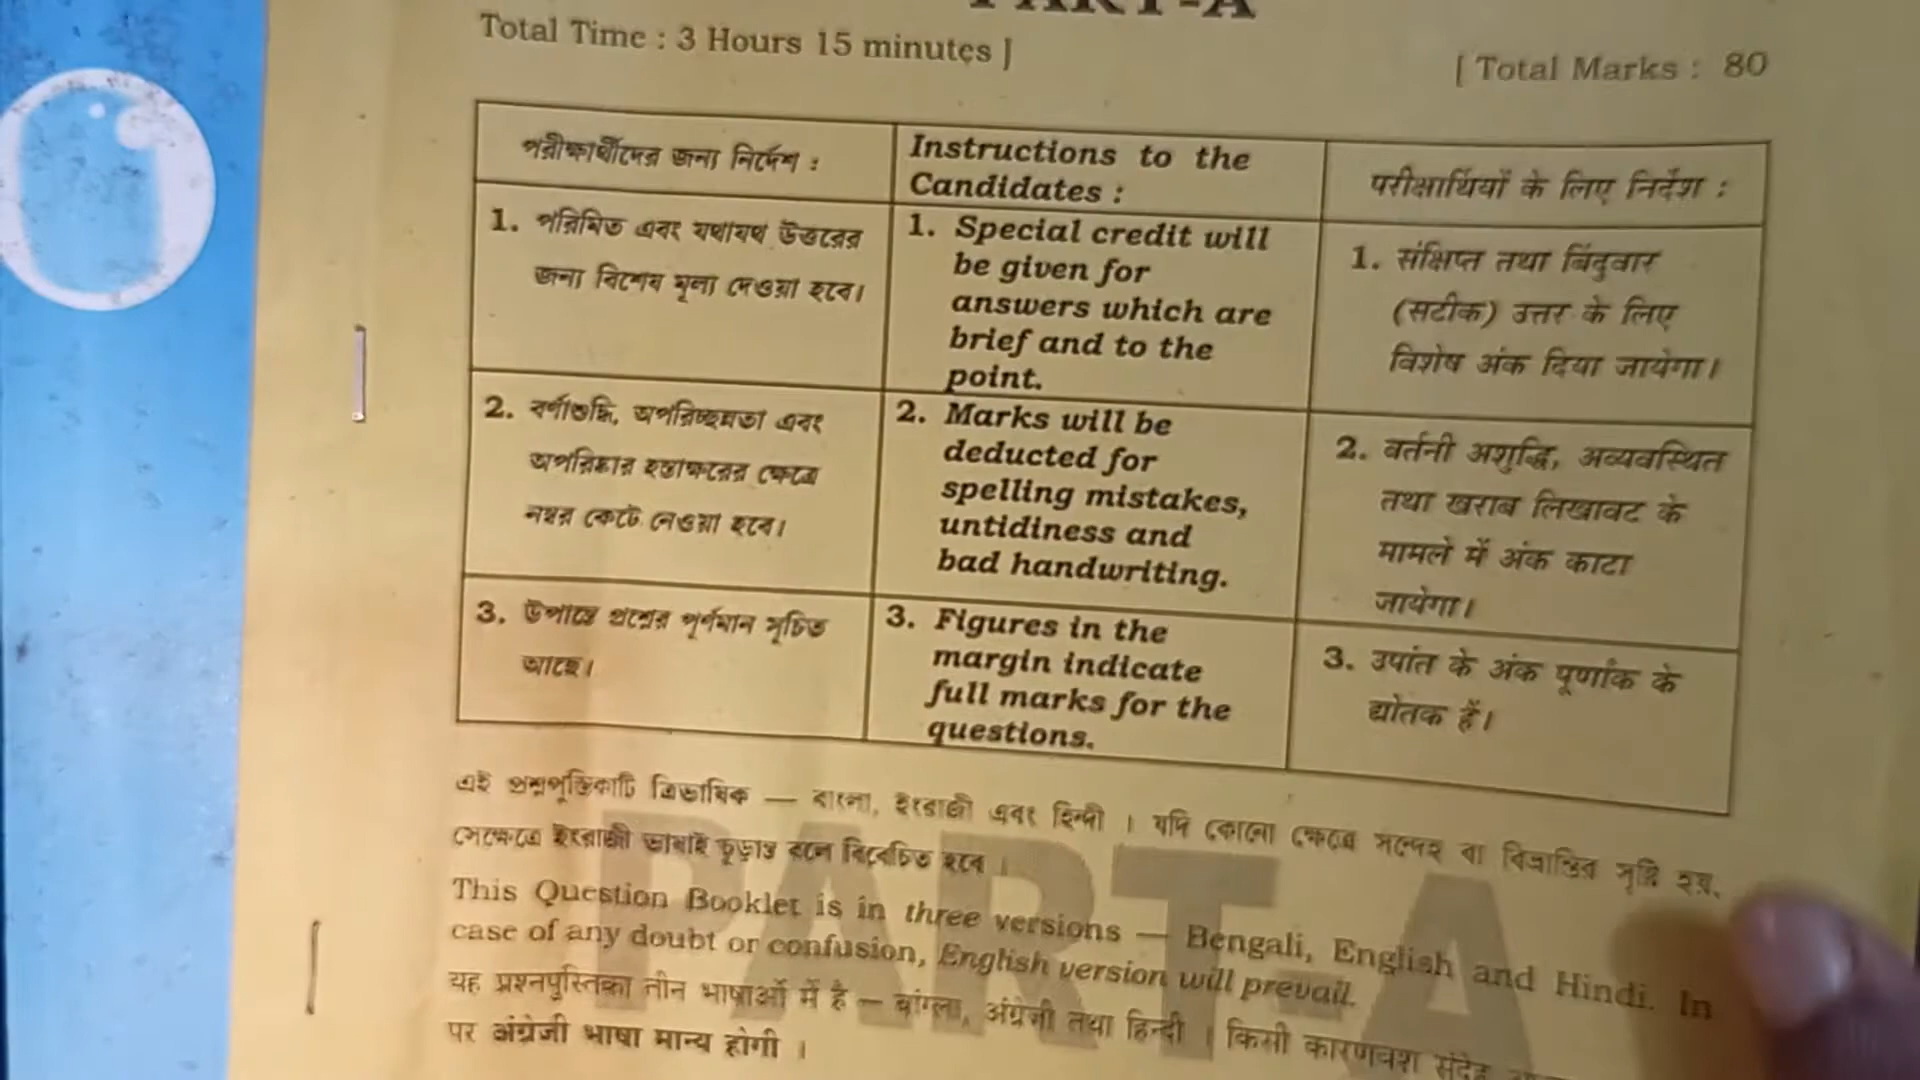 PART-A
Total Time : 3 Hours 15 minutes ]
[ Total Marks : 80
পরীক্ষার্থীদের জন্য নির্দেশ :
Instructions to the
Candidates :
परीक्षार्थियों के लिए निर्देश :
1. পরিমিত এবং যথাযথ উত্তরের
জন্য বিশেষ মূল্য দেওয়া হবে।
1. Special credit will
be given for
answers which are
brief and to the
point.
1. संक्षिप्त तथा बिंदुवार
(सटीक) उत्तर के लिए
विशेष अंक दिया जायेगा।
2. বর্ণাশুদ্ধি, অপরিচ্ছন্নতা এবং
অপরিষ্কার হস্তাক্ষরের ক্ষেত্রে
নম্বর কেটে নেওয়া হবে।
2. Marks will be
deducted for
spelling mistakes,
untidiness and
bad handwriting.
2. वर्तनी अशुद्धि, अव्यवस्थित
तथा खराब लिखावट के
मामले में अंक काटा
जायेगा।
3. উপান্তে প্রশ্নের পূর্ণমান সূচিত
আছে।
3. Figures in the
margin indicate
full marks for the
questions.
3. उपांत के अंक पूर्णांक के
द्योतक हैं।
এই প্রশ্নপুস্তিকাটি ত্রিভাষিক — বাংলা, ইংরাজী এবং হিন্দী । যদি কোনো ক্ষেত্রে সন্দেহ বা বিভ্রান্তির সৃষ্টি হয়,
সেক্ষেত্রে ইংরাজী ভাষাই চূড়ান্ত বলে বিবেচিত হবে ।
This Question Booklet is in three versions — Bengali, English and Hindi. In
case of any doubt or confusion, English version will prevail.
यह प्रश्नपुस्तिका तीन भाषाओं में है — बांग्ला, अंग्रेजी तथा हिन्दी । किसी कारणवश संदेह
पर अंग्रेजी भाषा मान्य होगी ।
PART-A